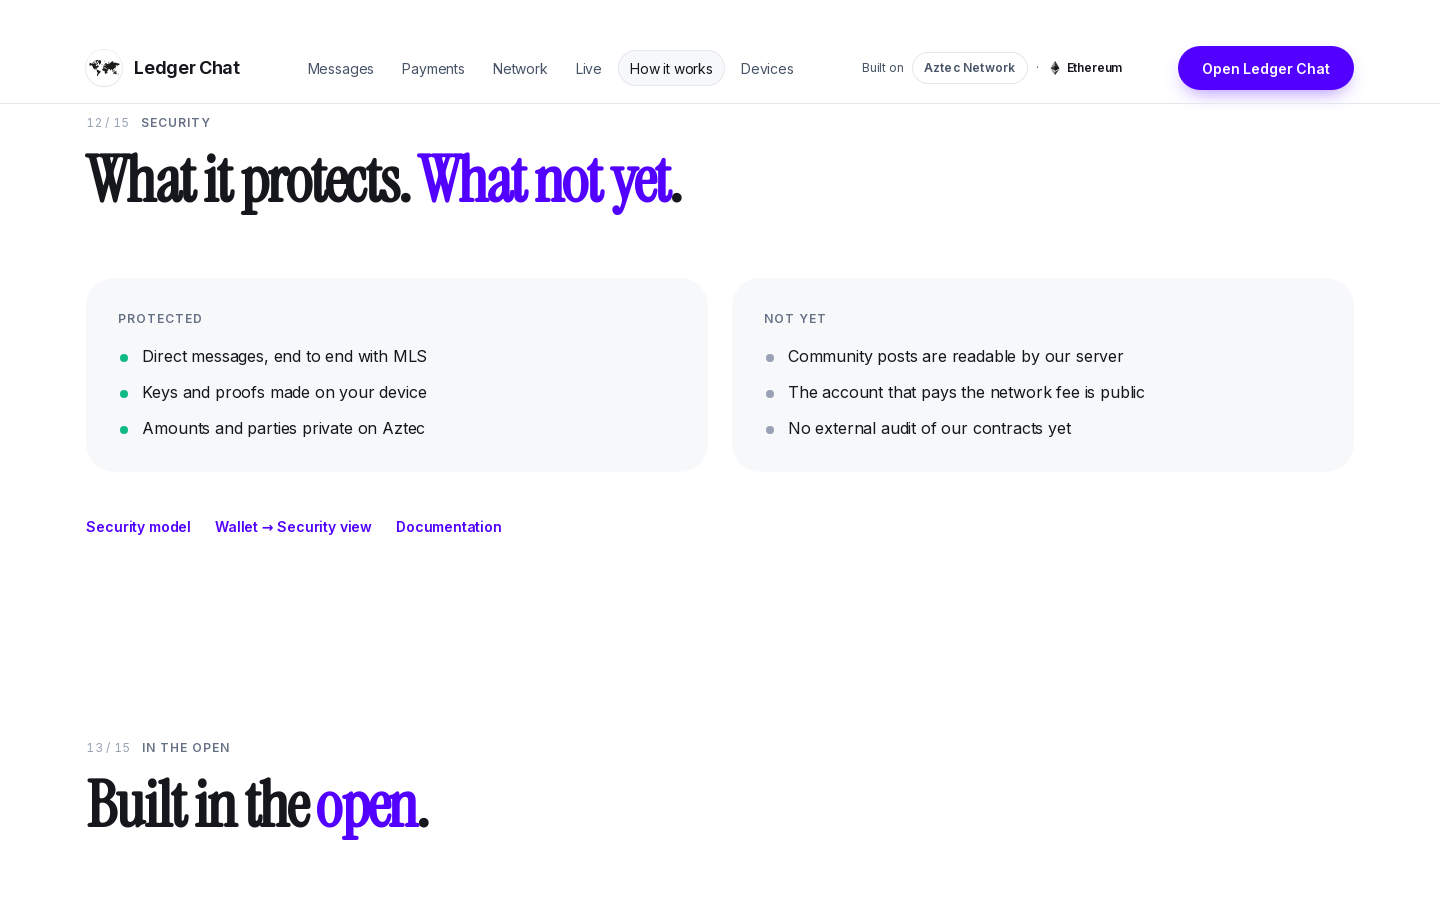 Ledger Chat
Messages
Payments
Network
Live
How it works
Devices
Built on
Aztec Network
·
Ethereum
Open Ledger Chat
12 / 15 SECURITY
What it protects. What not yet.
PROTECTED
Direct messages, end to end with MLS
Keys and proofs made on your device
Amounts and parties private on Aztec
NOT YET
Community posts are readable by our server
The account that pays the network fee is public
No external audit of our contracts yet
Security model
Wallet → Security view
Documentation
13 / 15 IN THE OPEN
Built in the open.